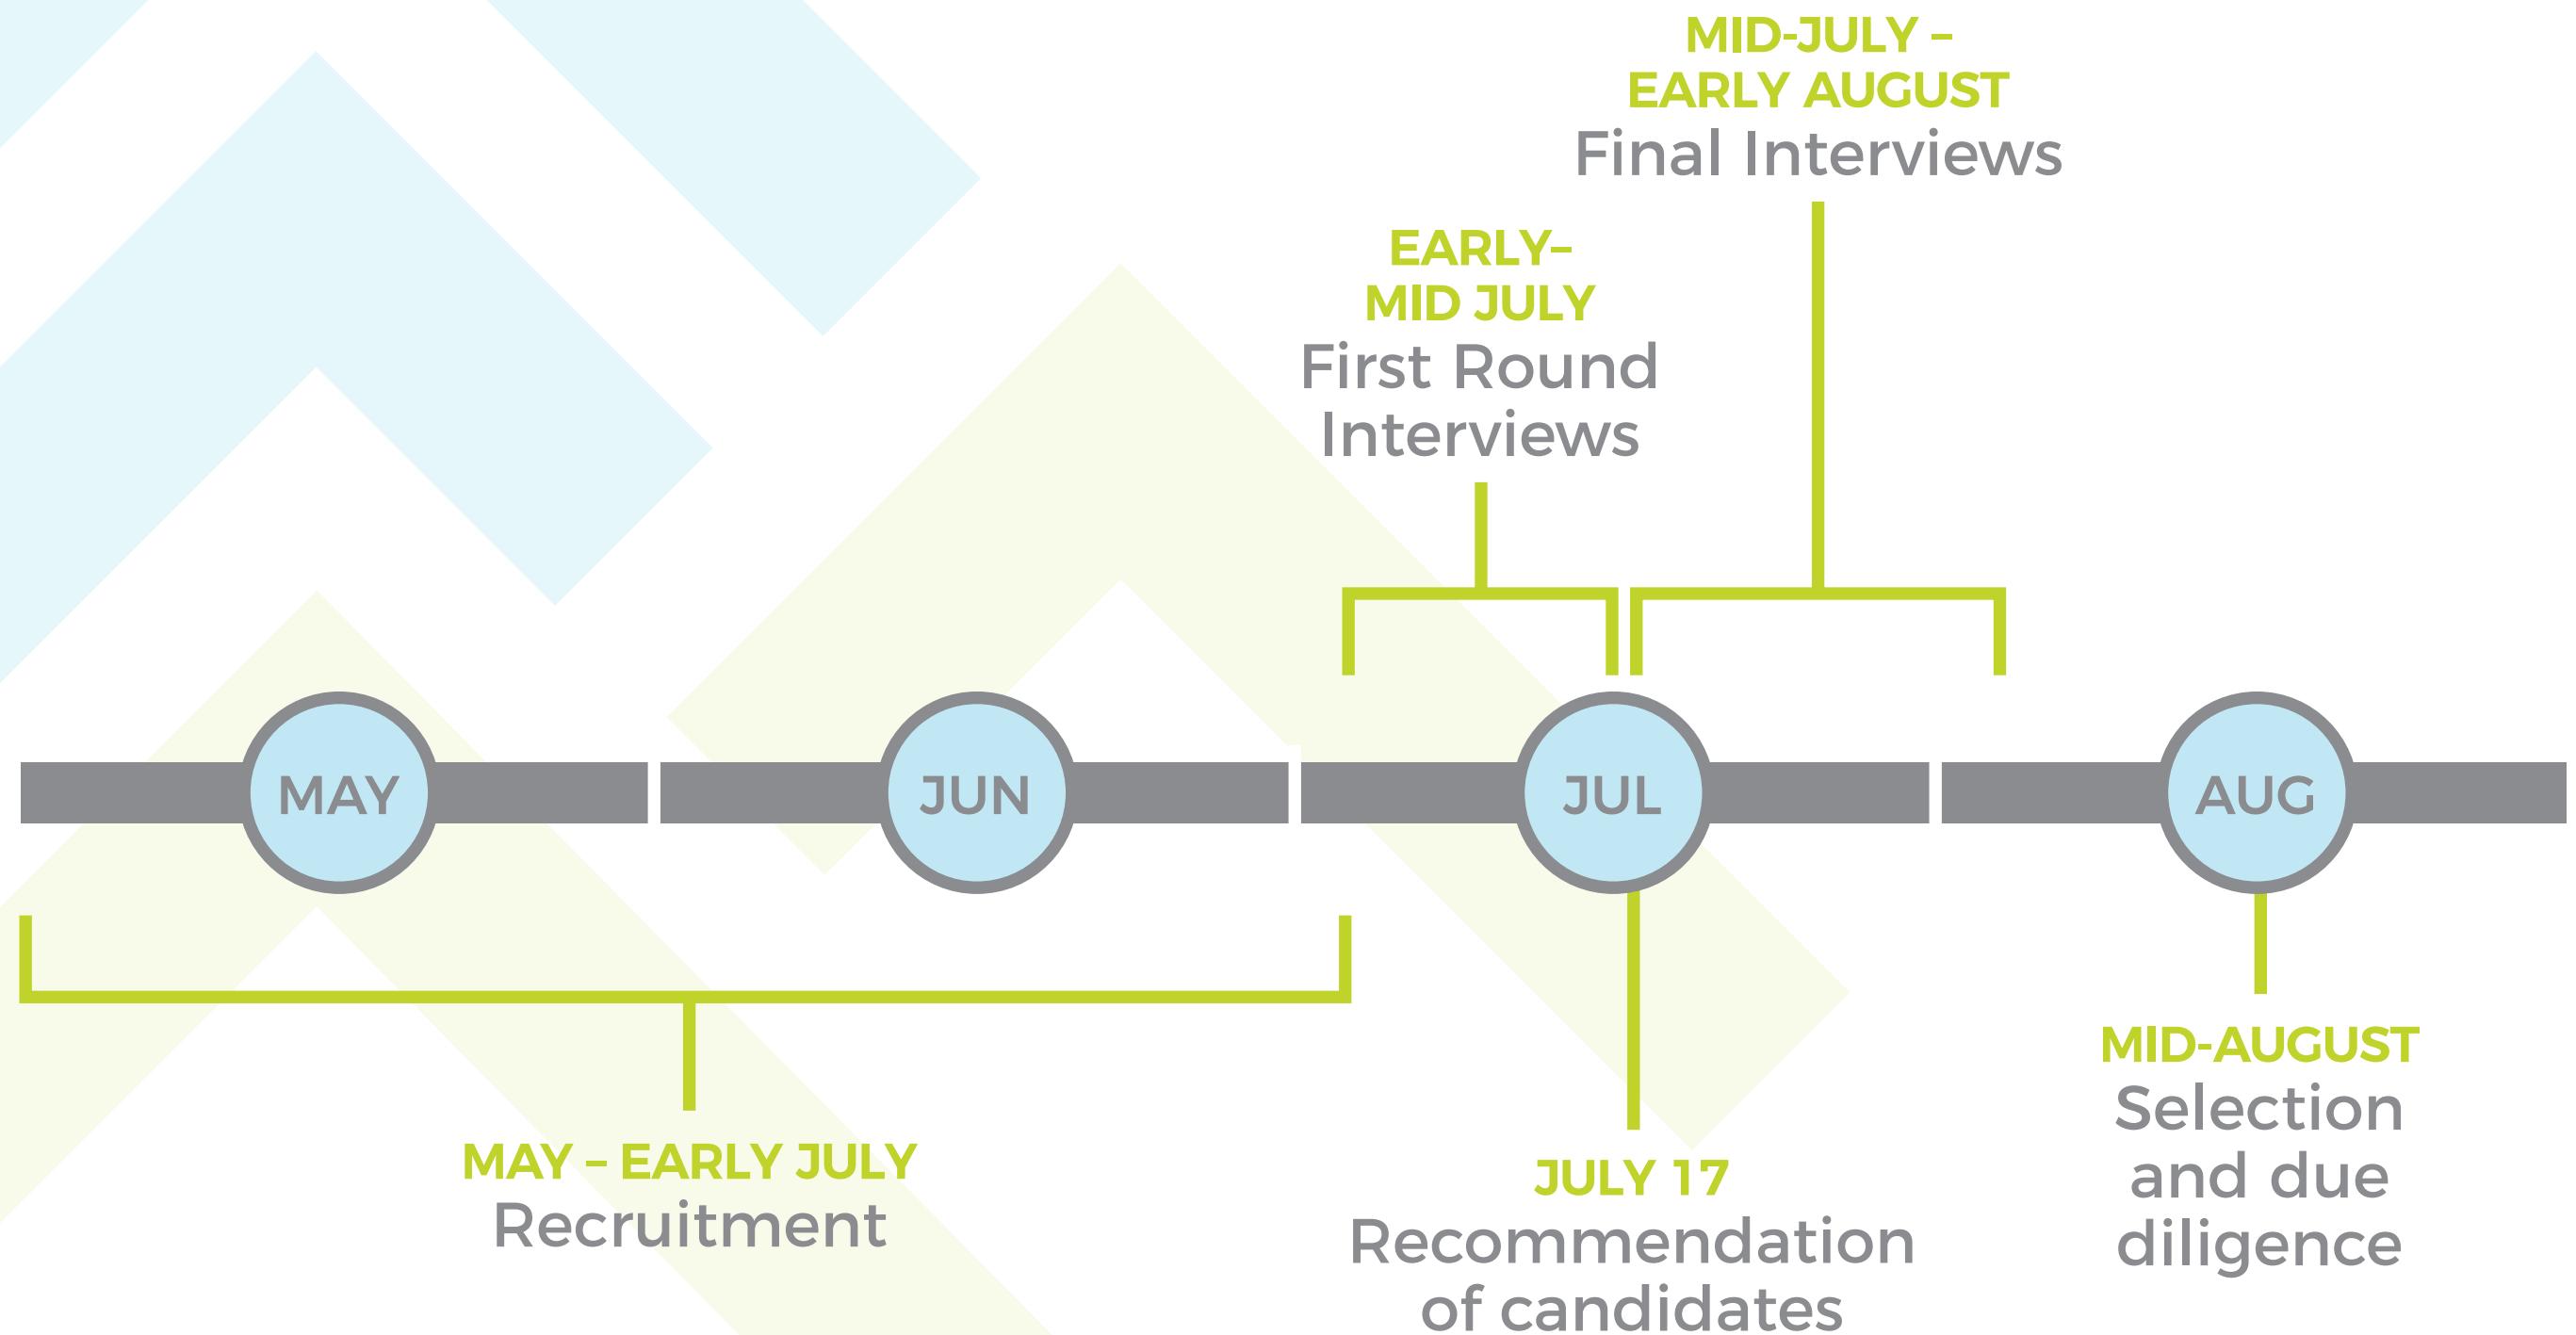 MID-JULY –
EARLY AUGUST
Final Interviews
EARLY–
MID JULY
First Round
Interviews
MAY
JUN
JUL
AUG
MAY – EARLY JULY
Recruitment
JULY 17
Recommendation
of candidates
MID-AUGUST
Selection
and due
diligence